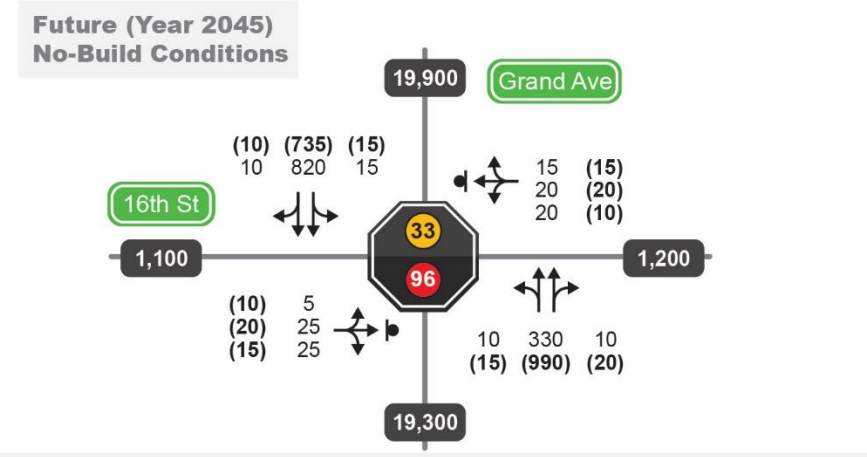 Future (Year 2045)
No-Build Conditions
19,900
Grand Ave
(10) (735) (15)
10 820 15
15 (15)
20 (20)
20 (10)
16th St
33
1,100
1,200
96
(10) 5
(20) 25
(15) 25
10 330 10
(15) (990) (20)
19,300